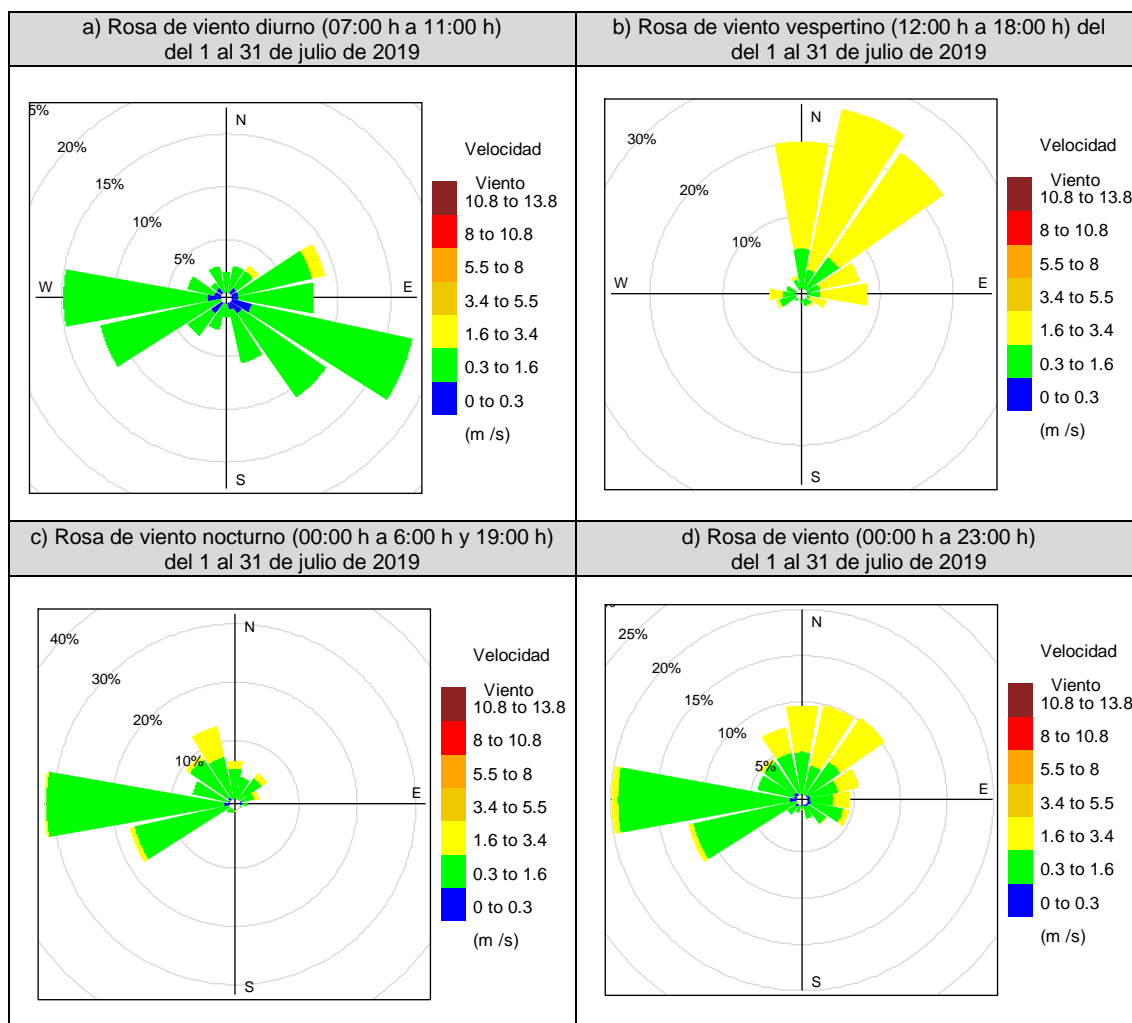 a) Rosa de viento diurno (07:00 h a 11:00 h)
del 1 al 31 de julio de 2019
b) Rosa de viento vespertino (12:00 h a 18:00 h) del
del 1 al 31 de julio de 2019
5%
20%
15%
10%
5%
N
W
E
S
Velocidad
Viento
10.8 to 13.8
8 to 10.8
5.5 to 8
3.4 to 5.5
1.6 to 3.4
0.3 to 1.6
0 to 0.3
(m /s)
30%
20%
10%
N
W
E
S
Velocidad
Viento
10.8 to 13.8
8 to 10.8
5.5 to 8
3.4 to 5.5
1.6 to 3.4
0.3 to 1.6
0 to 0.3
(m /s)
c) Rosa de viento nocturno (00:00 h a 6:00 h y 19:00 h)
del 1 al 31 de julio de 2019
d) Rosa de viento (00:00 h a 23:00 h)
del 1 al 31 de julio de 2019
40%
30%
20%
10%
N
E
S
Velocidad
Viento
10.8 to 13.8
8 to 10.8
5.5 to 8
3.4 to 5.5
1.6 to 3.4
0.3 to 1.6
0 to 0.3
(m /s)
25%
20%
15%
10%
5%
N
E
S
Velocidad
Viento
10.8 to 13.8
8 to 10.8
5.5 to 8
3.4 to 5.5
1.6 to 3.4
0.3 to 1.6
0 to 0.3
(m /s)